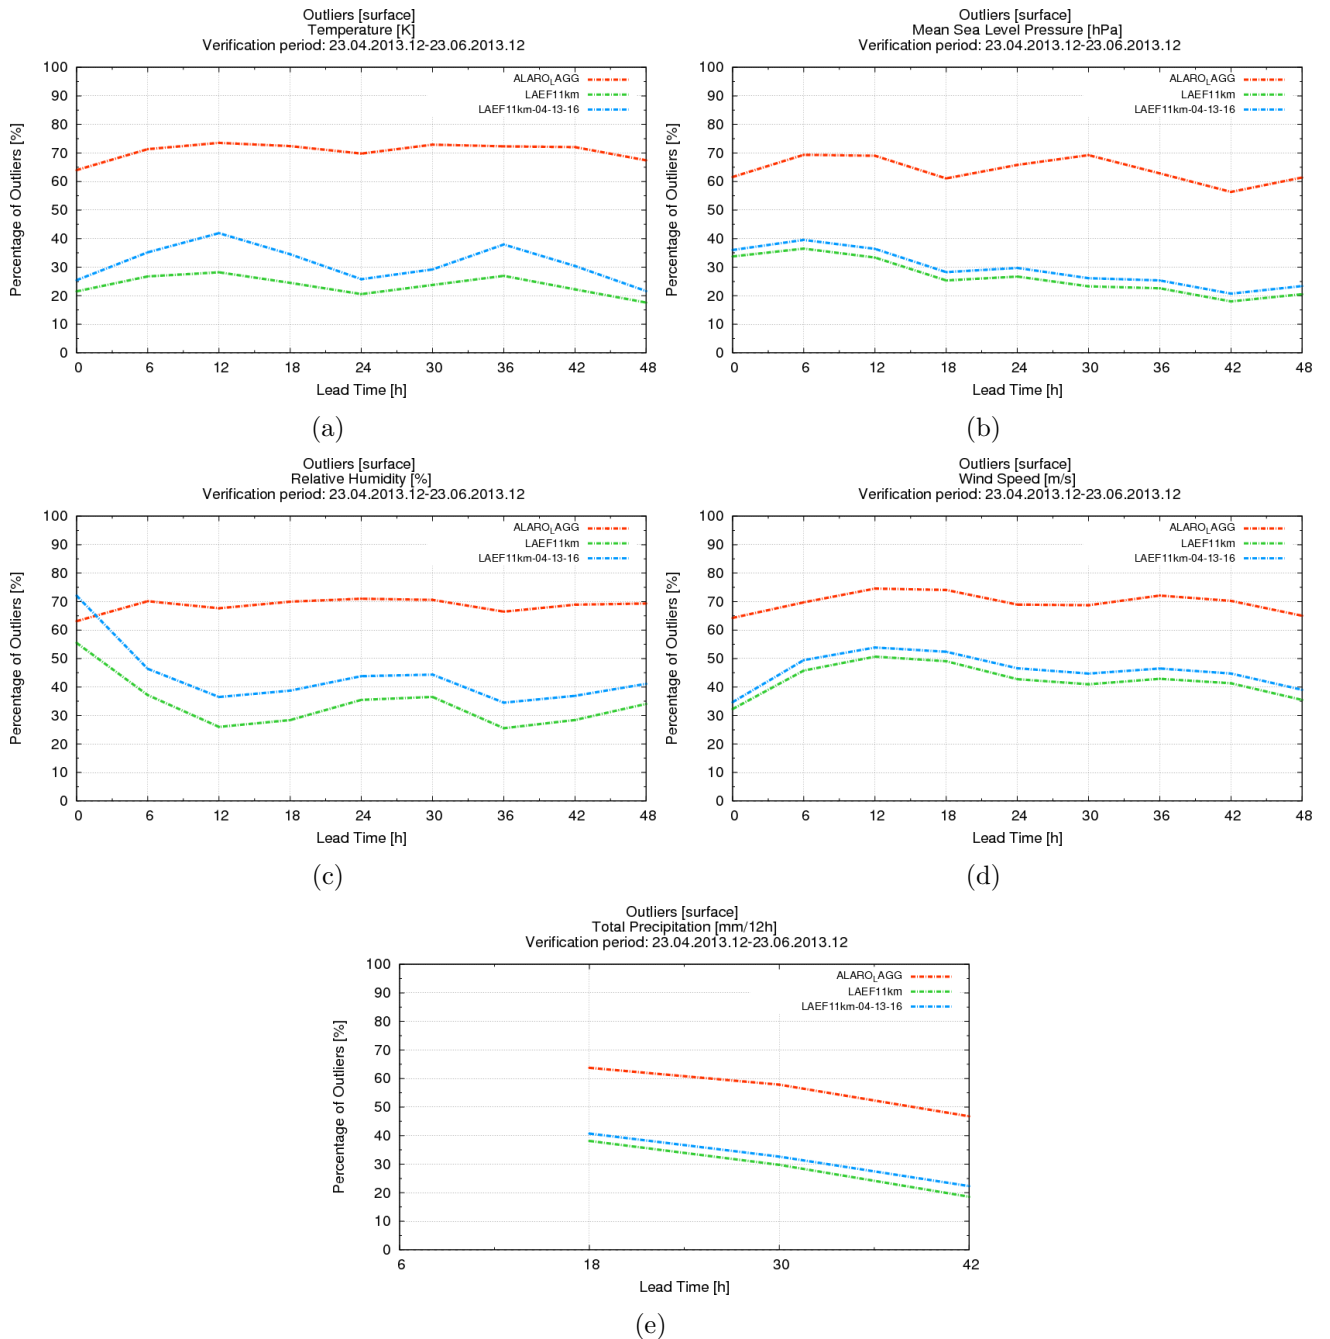 Outliers [surface]
Temperature [K]
Verification period: 23.04.2013.12-23.06.2013.12
ALARO_LAGG
LAEF11km
LAEF11km-04-13-16
Percentage of Outliers [%]
100
90
80
70
60
50
40
30
20
10
0
0 6 12 18 24 30 36 42 48
Lead Time [h]
(a)
Outliers [surface]
Mean Sea Level Pressure [hPa]
Verification period: 23.04.2013.12-23.06.2013.12
ALARO_LAGG
LAEF11km
LAEF11km-04-13-16
Percentage of Outliers [%]
100
90
80
70
60
50
40
30
20
10
0
0 6 12 18 24 30 36 42 48
Lead Time [h]
(b)
Outliers [surface]
Relative Humidity [%]
Verification period: 23.04.2013.12-23.06.2013.12
ALARO_LAGG
LAEF11km
LAEF11km-04-13-16
Percentage of Outliers [%]
100
90
80
70
60
50
40
30
20
10
0
0 6 12 18 24 30 36 42 48
Lead Time [h]
(c)
Outliers [surface]
Wind Speed [m/s]
Verification period: 23.04.2013.12-23.06.2013.12
ALARO_LAGG
LAEF11km
LAEF11km-04-13-16
Percentage of Outliers [%]
100
90
80
70
60
50
40
30
20
10
0
0 6 12 18 24 30 36 42 48
Lead Time [h]
(d)
Outliers [surface]
Total Precipitation [mm/12h]
Verification period: 23.04.2013.12-23.06.2013.12
ALARO_LAGG
LAEF11km
LAEF11km-04-13-16
Percentage of Outliers [%]
100
90
80
70
60
50
40
30
20
10
0
6 18 30 42
Lead Time [h]
(e)